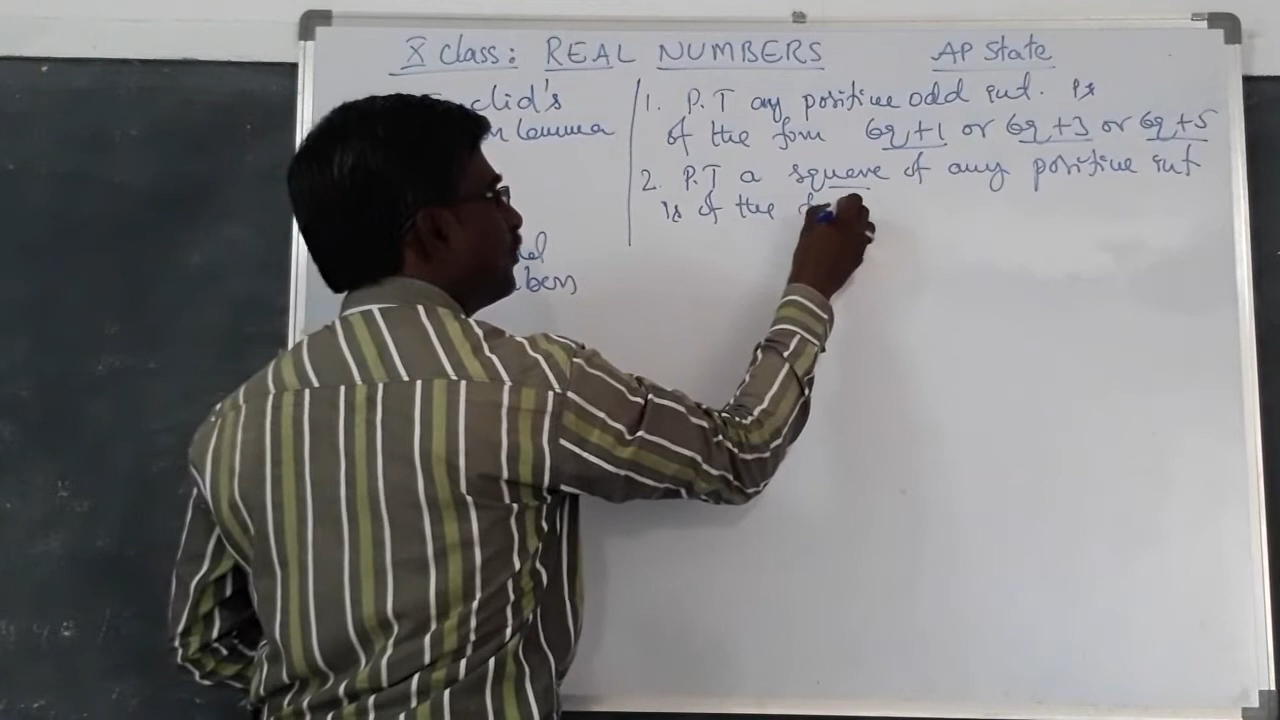 X class: REAL NUMBERS AP State
clid's
lemma
bers
1. P.T any positive odd int. is
of the form 6q+1 or 6q+3 or 6q+5
2. P.T a square of any positive int
is of the